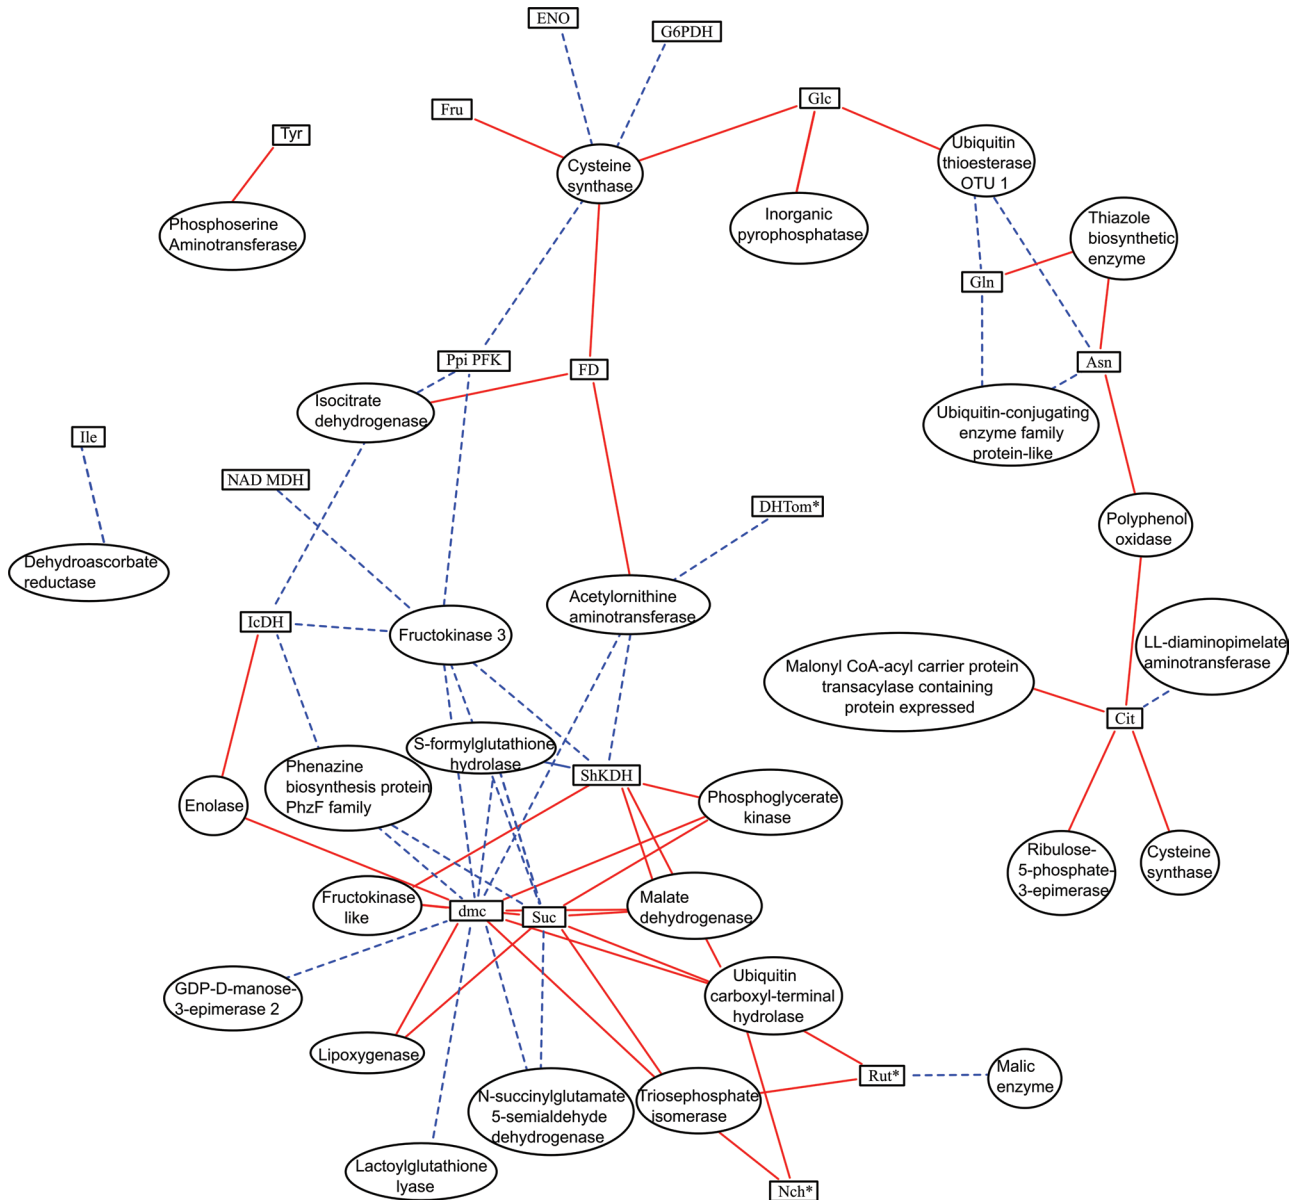 ENO
G6PDH
Glc
Fru
Tyr
Cysteine
synthase
Ubiquitin
thioesterase
OTU 1
Phosphoserine
Aminotransferase
Inorganic
pyrophosphatase
Thiazole
biosynthetic
enzyme
Gln
Ppi PFK
FD
Asn
Isocitrate
dehydrogenase
Ubiquitin-conjugating
enzyme family
protein-like
Ile
NAD MDH
DHTom*
Polyphenol
oxidase
Dehydroascorbate
reductase
Acetylornithine
aminotransferase
IcDH
Fructokinase 3
LL-diaminopimelate
aminotransferase
Malonyl CoA-acyl carrier protein
transacylase containing
protein expressed
Cit
S-formylglutathione
hydrolase
ShKDH
Phenazine
biosynthesis protein
PhzF family
Enolase
Phosphoglycerate
kinase
Ribulose-
5-phosphate-
3-epimerase
Cysteine
synthase
Fructokinase
like
dmc
Suc
Malate
dehydrogenase
GDP-D-manose-
3-epimerase 2
Ubiquitin
carboxyl-terminal
hydrolase
Lipoxygenase
Rut*
Malic
enzyme
N-succinylglutamate
5-semialdehyde
dehydrogenase
Triosephosphate
isomerase
Lactoylglutathione
lyase
Nch*